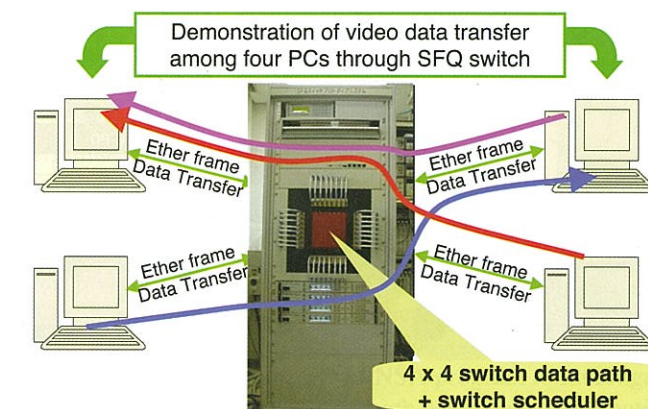 Demonstration of video data transfer
among four PCs through SFQ switch
Ether frame
Data Transfer
Ether frame
Data Transfer
Ether frame
Data Transfer
Ether frame
Data Transfer
4 x 4 switch data path
+ switch scheduler